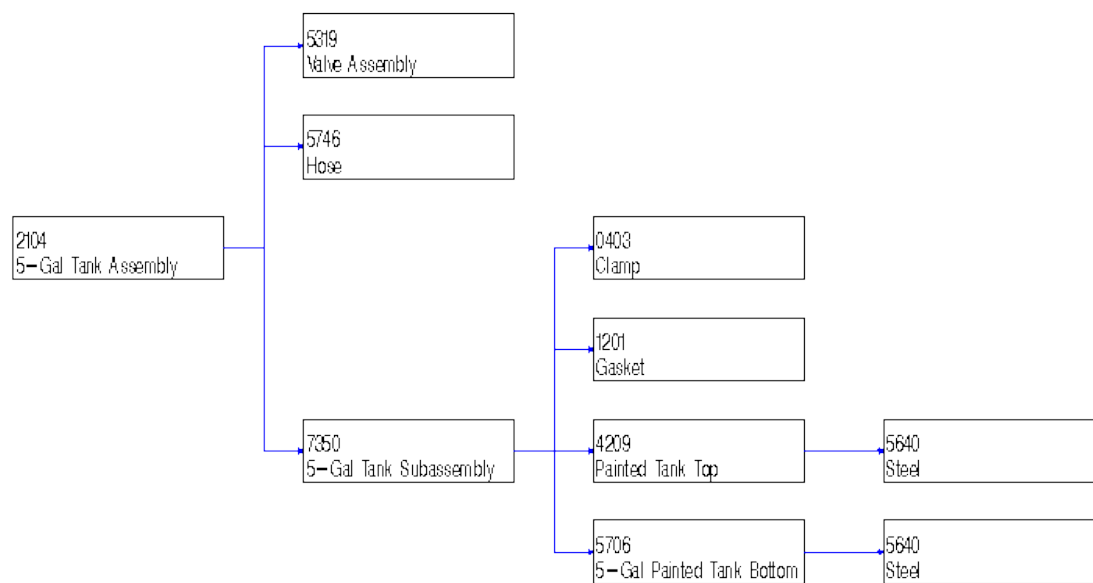 5319
Valve Assembly
5746
Hose
2104
5-Gal Tank Assembly
0403
Clamp
1201
Gasket
7350
5-Gal Tank Subassembly
4209
Painted Tank Top
5640
Steel
5706
5-Gal Painted Tank Bottom
5640
Steel